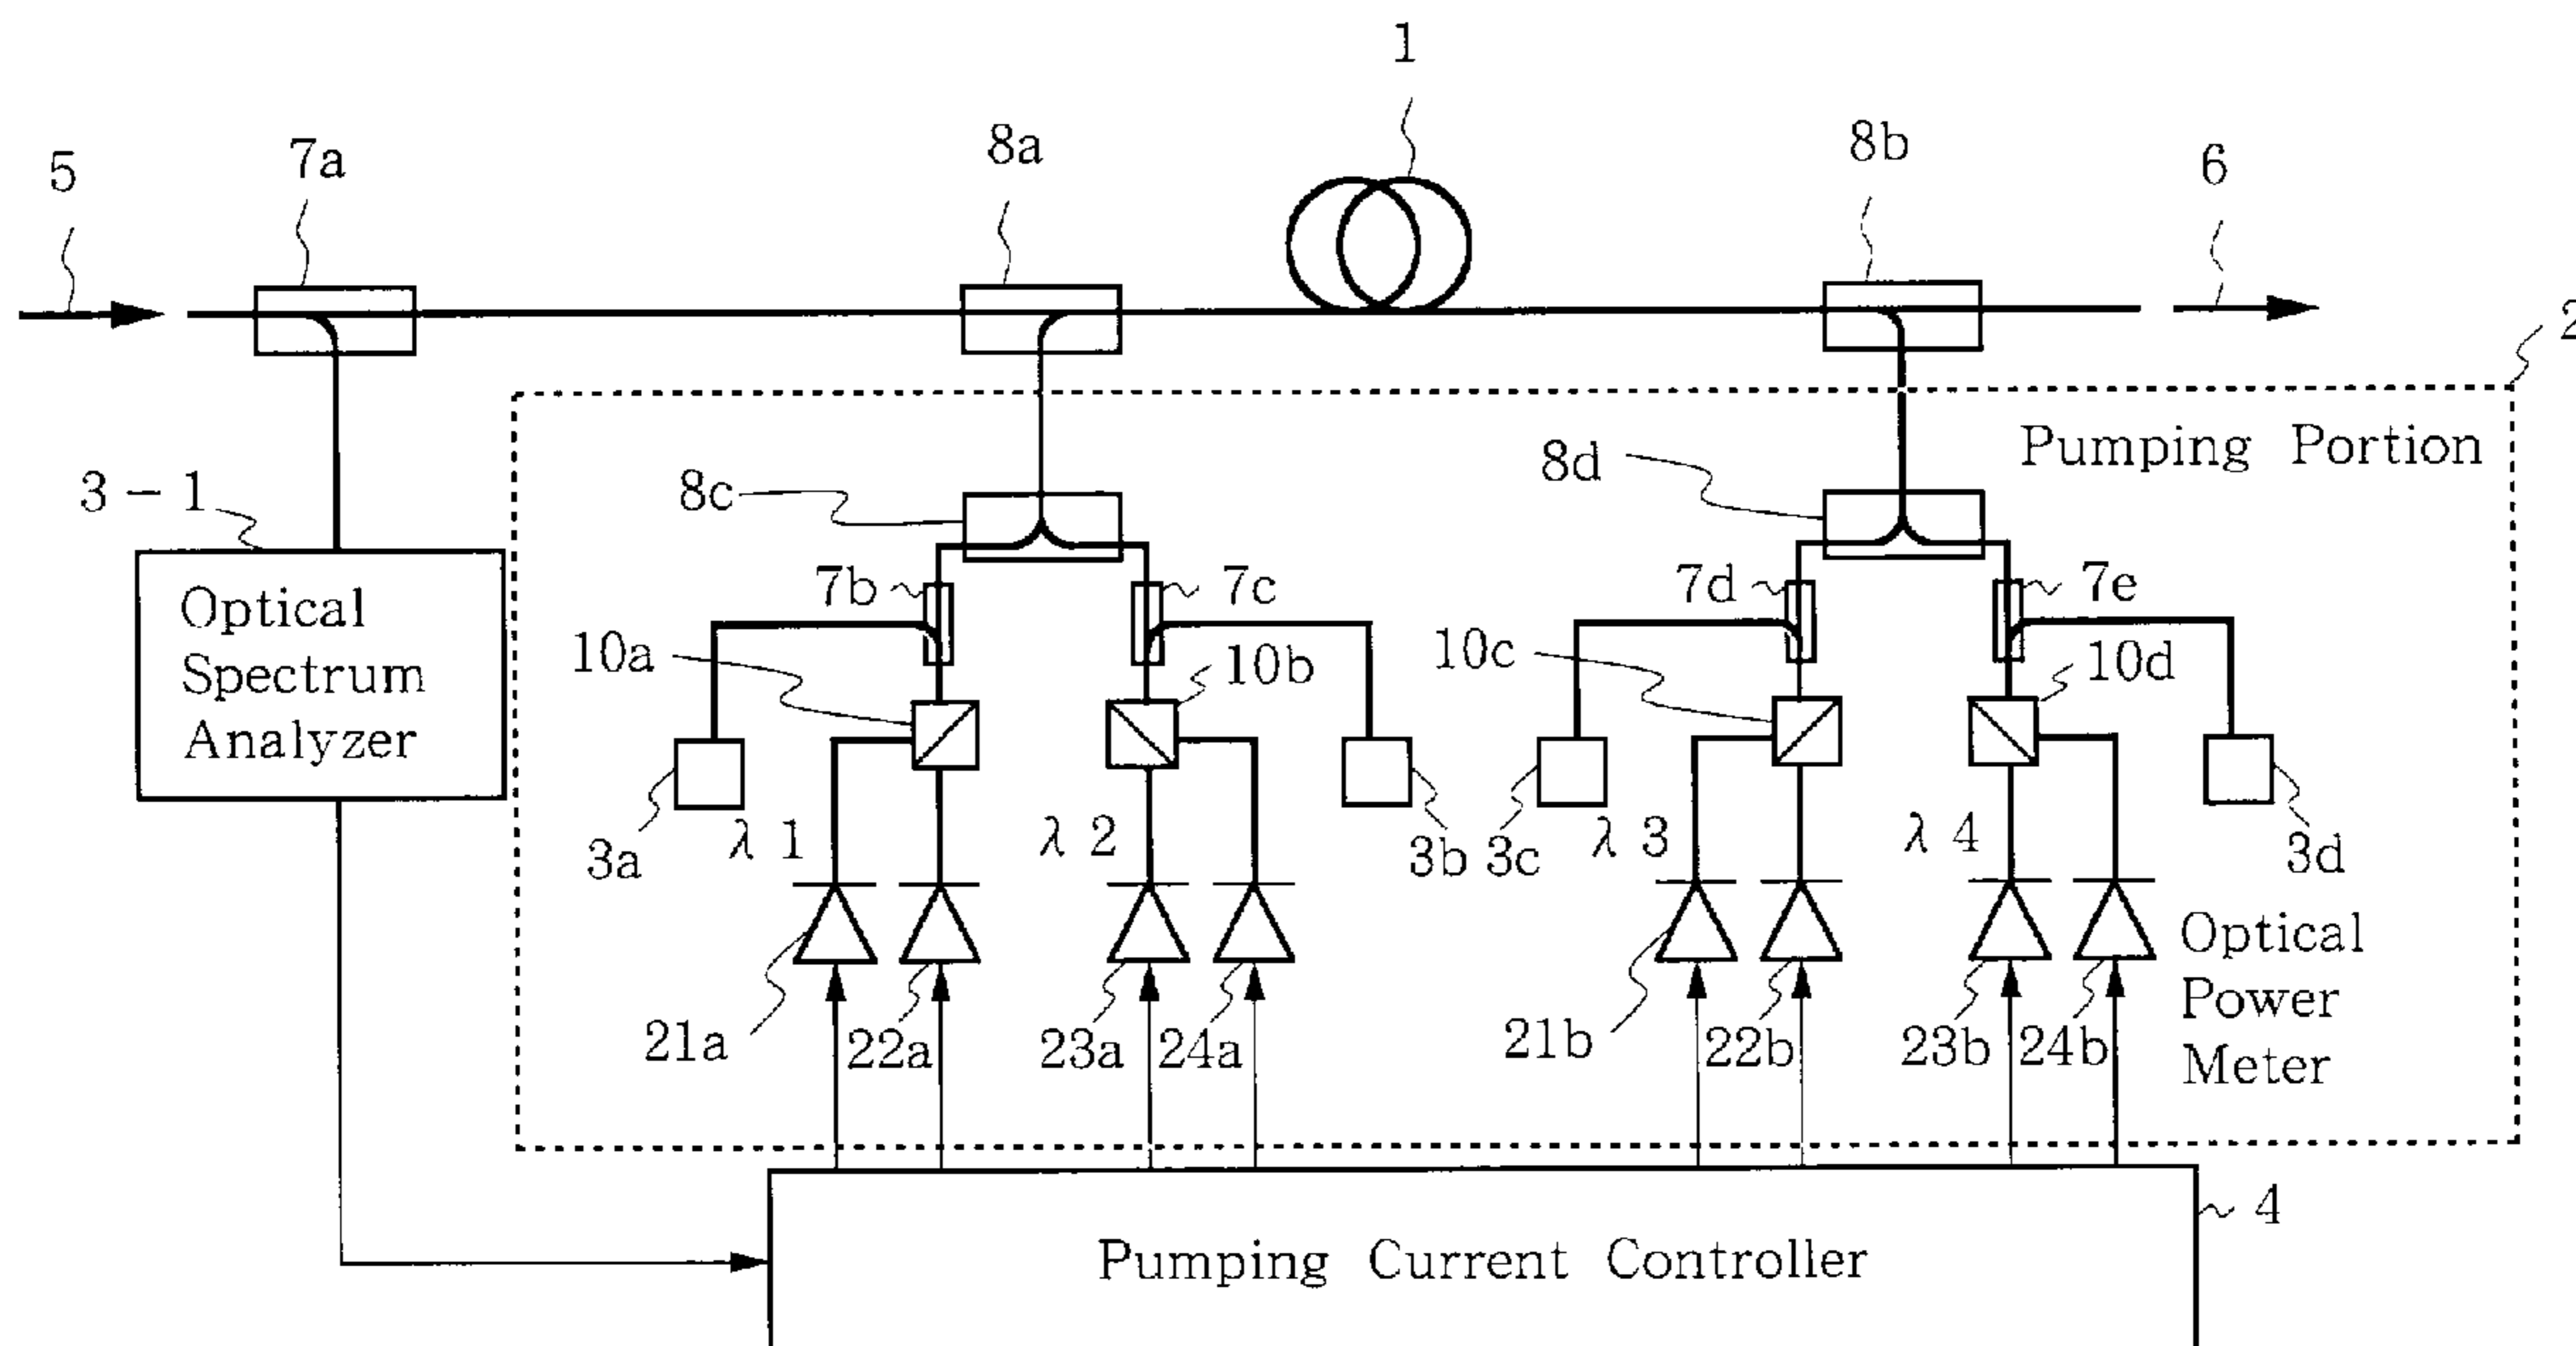 1
5
7a
8a
8b
6
2
Pumping Portion
3-1
8c
8d
Optical
Spectrum
Analyzer
7b
7c
7d
7e
10a
10b
10c
10d
3a
λ 1
λ 2
3b
3c
λ 3
λ 4
3d
21a
22a
23a
24a
21b
22b
23b
24b
Optical
Power
Meter
4
Pumping Current Controller